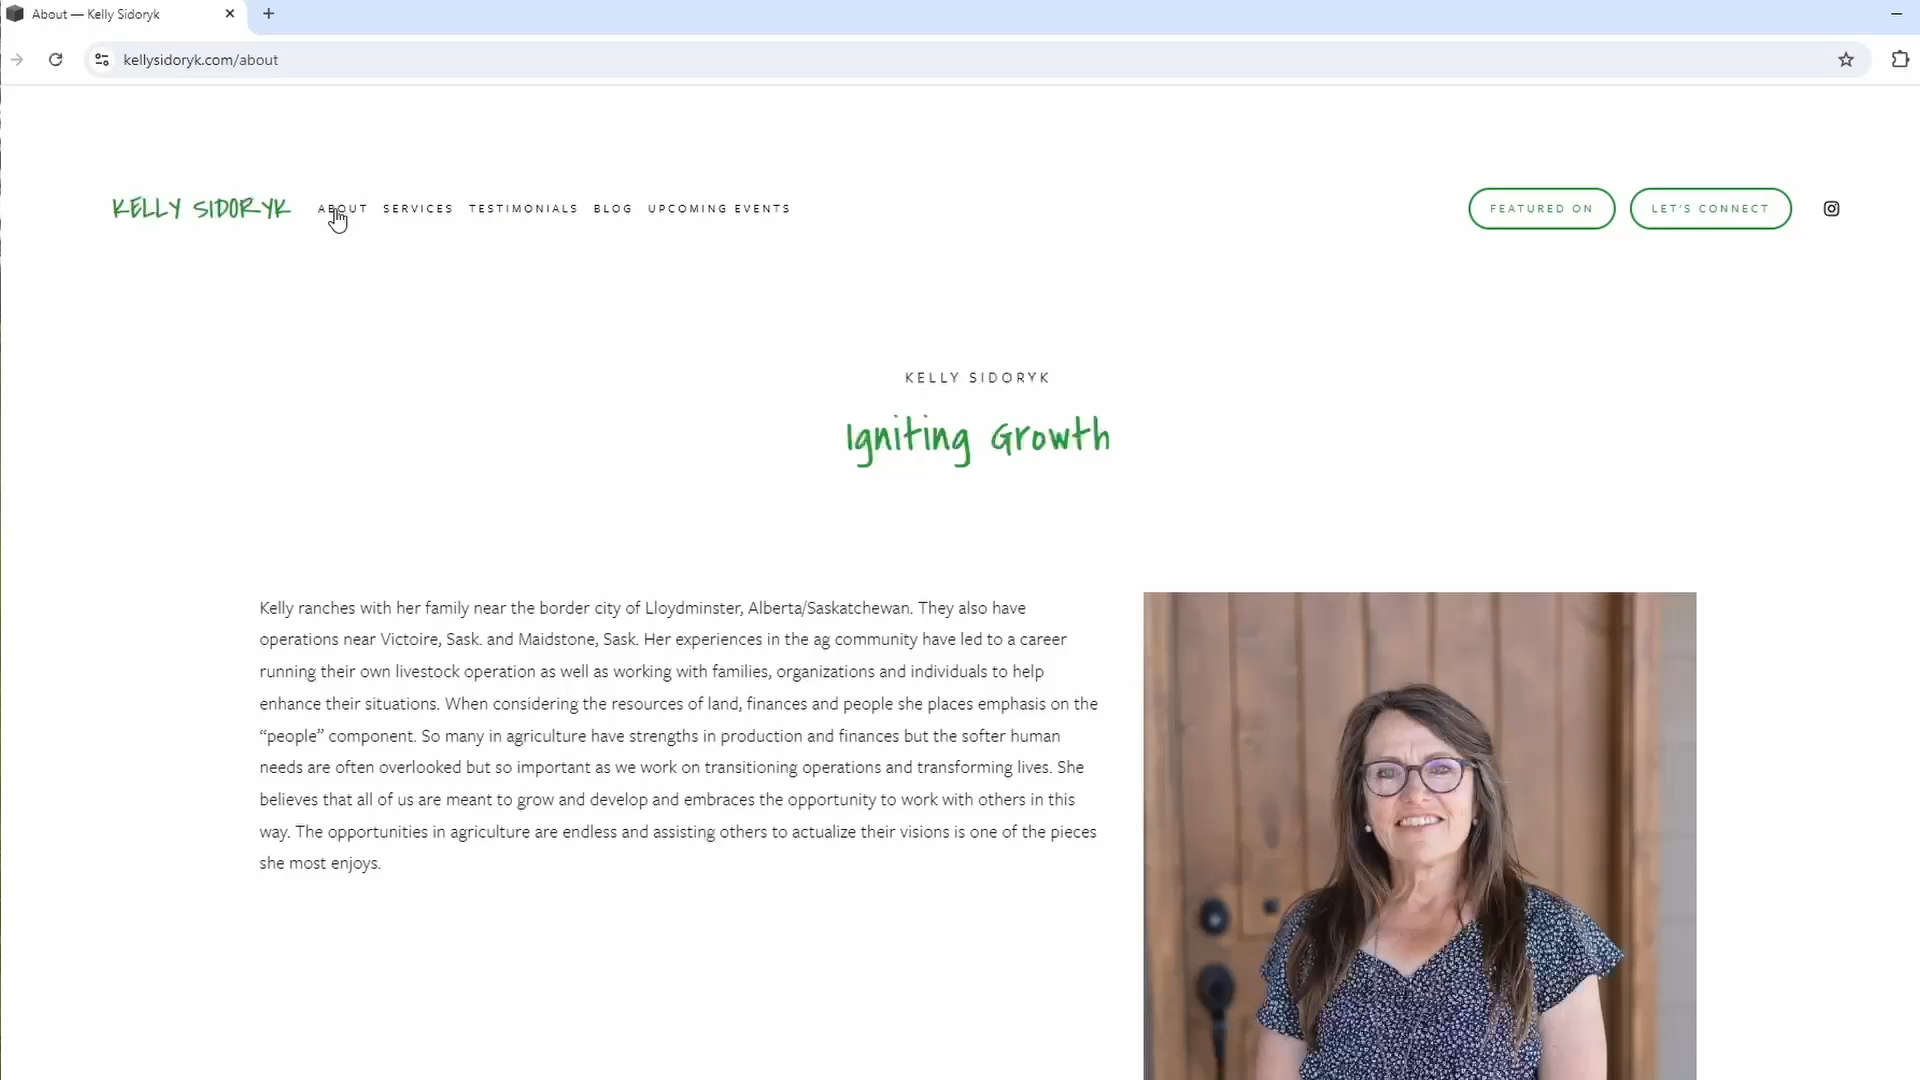 About — Kelly Sidoryk
kellysidoryk.com/about
KELLY SIDORYK
ABOUT SERVICES TESTIMONIALS BLOG UPCOMING EVENTS
FEATURED ON
LET'S CONNECT
KELLY SIDORYK
Igniting Growth
Kelly ranches with her family near the border city of Lloydminster, Alberta/Saskatchewan. They also have
operations near Victoire, Sask. and Maidstone, Sask. Her experiences in the ag community have led to a career
running their own livestock operation as well as working with families, organizations and individuals to help
enhance their situations. When considering the resources of land, finances and people she places emphasis on the
“people” component. So many in agriculture have strengths in production and finances but the softer human
needs are often overlooked but so important as we work on transitioning operations and transforming lives. She
believes that all of us are meant to grow and develop and embraces the opportunity to work with others in this
way. The opportunities in agriculture are endless and assisting others to actualize their visions is one of the pieces
she most enjoys.